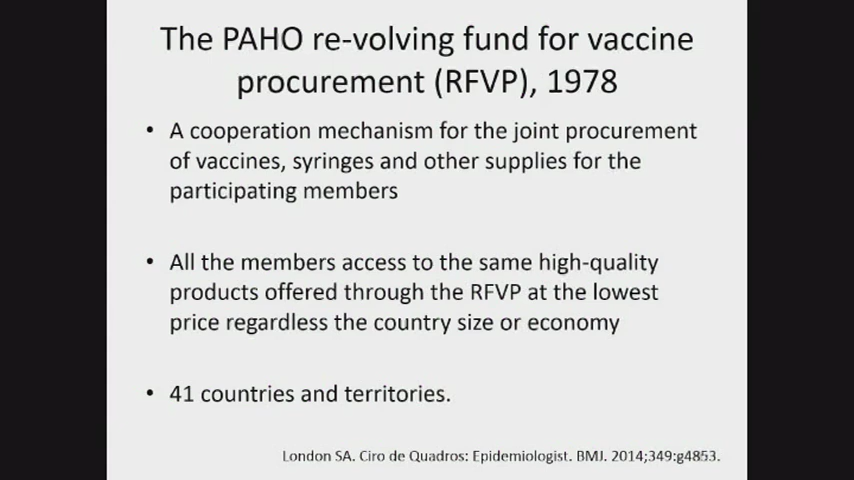 The PAHO re-volving fund for vaccine
procurement (RFVP), 1978
• A cooperation mechanism for the joint procurement
of vaccines, syringes and other supplies for the
participating members
• All the members access to the same high-quality
products offered through the RFVP at the lowest
price regardless the country size or economy
• 41 countries and territories.
London SA. Ciro de Quadros: Epidemiologist. BMJ. 2014;349:g4853.